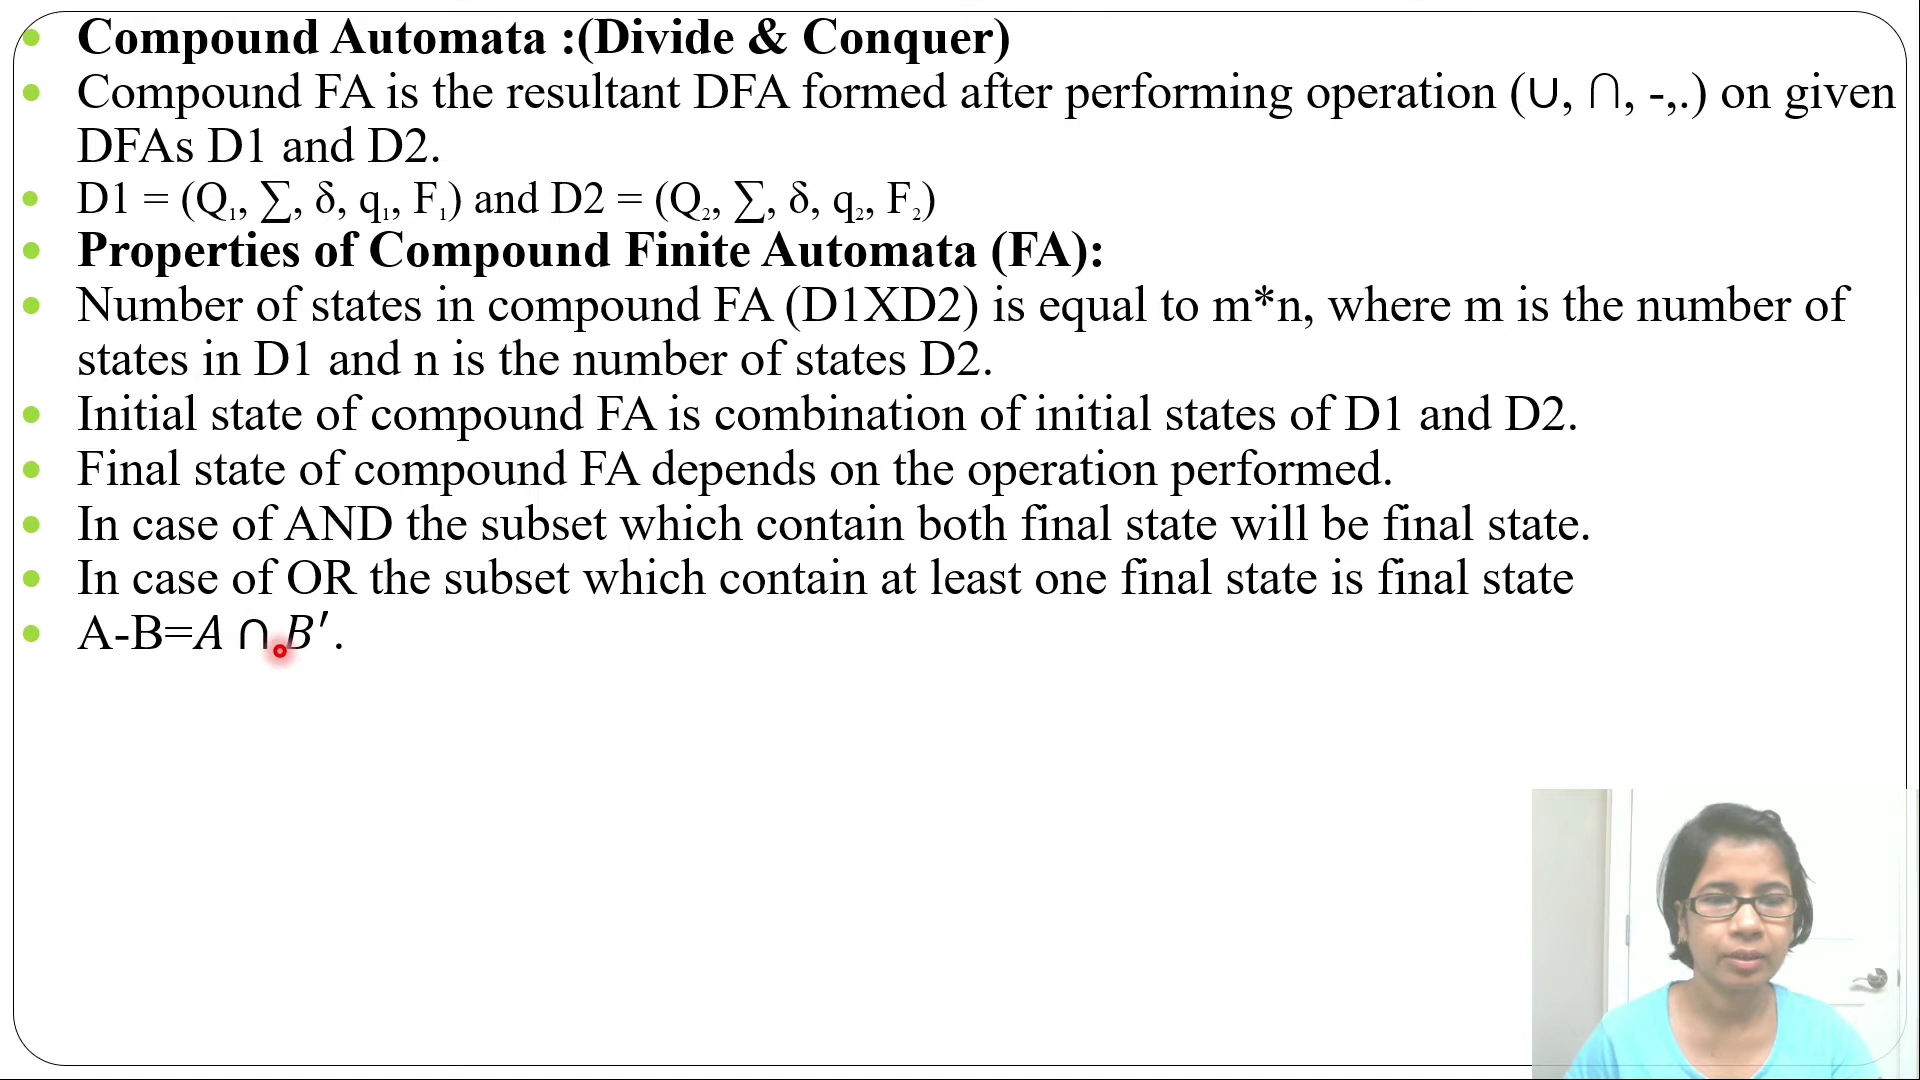 Compound Automata :(Divide & Conquer)
Compound FA is the resultant DFA formed after performing operation (∪, ∩, -,.) on given
DFAs D1 and D2.
D1 = (Q₁, ∑, δ, q₁, F₁) and D2 = (Q₂, ∑, δ, q₂, F₂)
Properties of Compound Finite Automata (FA):
Number of states in compound FA (D1XD2) is equal to m*n, where m is the number of
states in D1 and n is the number of states D2.
Initial state of compound FA is combination of initial states of D1 and D2.
Final state of compound FA depends on the operation performed.
In case of AND the subset which contain both final state will be final state.
In case of OR the subset which contain at least one final state is final state
A-B=A ∩ B′.